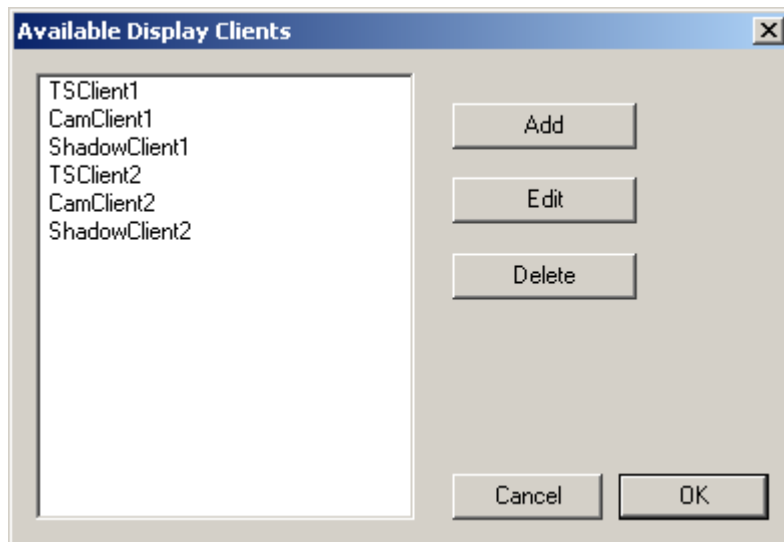 Available Display Clients
TSClient1
CamClient1
ShadowClient1
TSClient2
CamClient2
ShadowClient2
Add
Edit
Delete
Cancel
OK